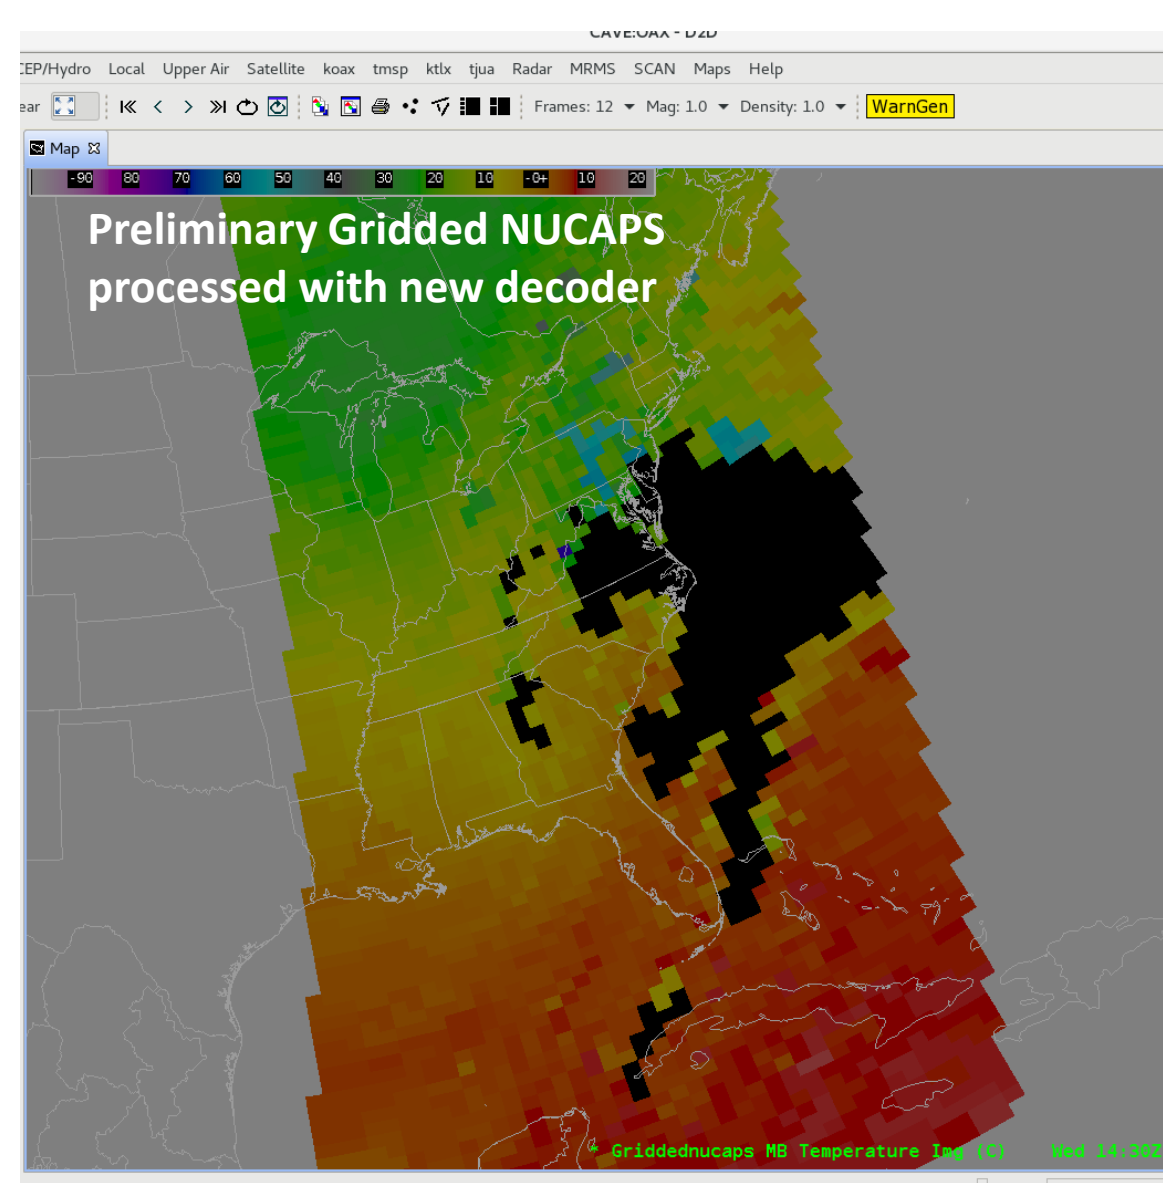 CAVE:OAX - D2D
CEP/Hydro Local Upper Air Satellite koax tmsp ktlx tjua Radar MRMS SCAN Maps Help
ear Frames: 12 Mag: 1.0 Density: 1.0 WarnGen
Map
-90 80 70 60 50 40 30 20 10 -0+ 10 20
Preliminary Gridded NUCAPS
processed with new decoder
* Griddednucaps MB Temperature Img (C) Wed 14:30Z